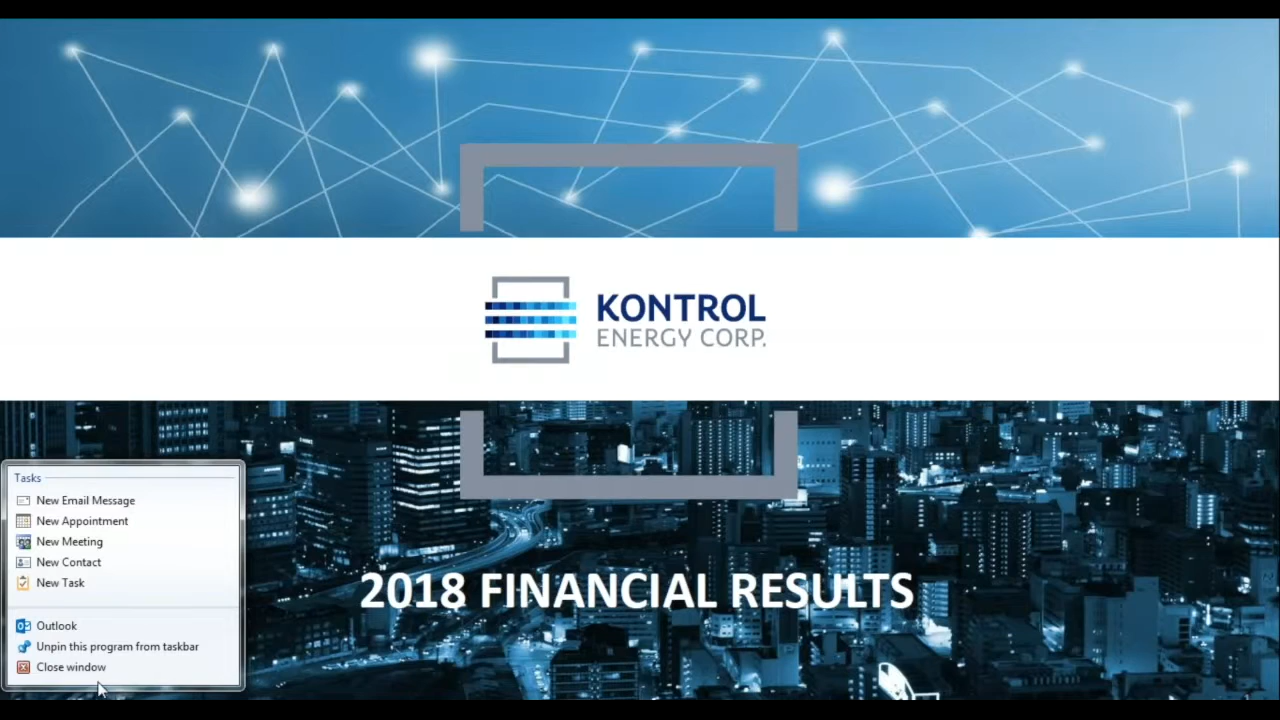 KONTROL
ENERGY CORP.
Tasks
New Email Message
New Appointment
New Meeting
New Contact
New Task
Outlook
Unpin this program from taskbar
Close window
2018 FINANCIAL RESULTS